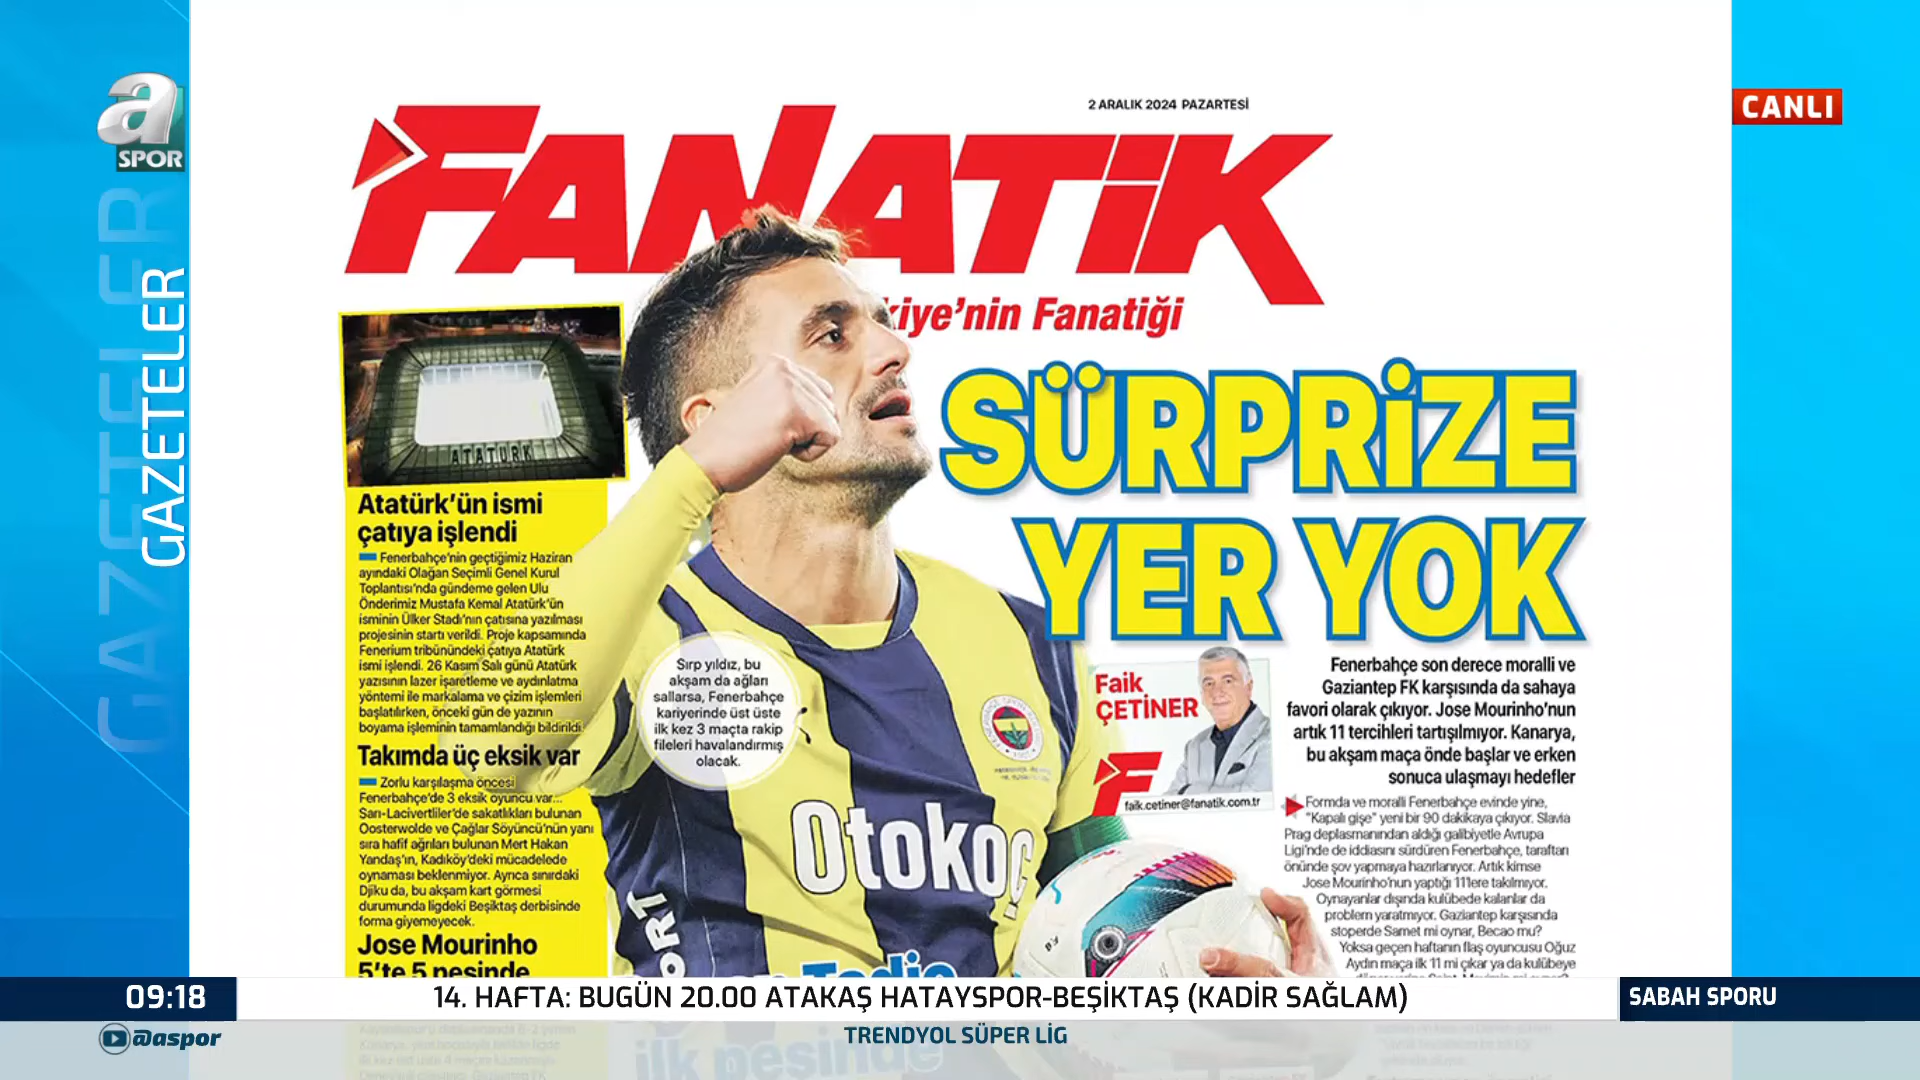 a
SPOR
GAZETELER
GAZETELER
CANLI
2 ARALIK 2024 PAZARTESİ
FANATİK
kiye'nin Fanatiği
SÜRPRİZE
YER YOK
ATATÜRK
Atatürk'ün ismi
çatıya işlendi
Fenerbahçe'nin geçtiğimiz Haziran
ayındaki Olağan Seçimli Genel Kurul
Toplantısı'nda gündeme gelen Ulu
Önderimiz Mustafa Kemal Atatürk'ün
isminin Ülker Stadı'nın çatısına yazılması
projesinin startı verildi. Proje kapsamında
Fenerium tribünündeki çatıya Atatürk
ismi işlendi. 26 Kasım Salı günü Atatürk
yazısının lazer işaretleme ve aydınlatma
yöntemi ile markalama ve çizim işlemleri
başlatılırken, önceki gün de yazının
boyama işleminin tamamlandığı bildirildi.
Takımda üç eksik var
Zorlu karşılaşma öncesi
Fenerbahçe'de 3 eksik oyuncu var...
Sarı-Lacivertliler'de sakatlıkları bulunan
Oosterwolde ve Çağlar Söyüncü'nün yanı
sıra hafif ağrıları bulunan Mert Hakan
Yandaş'ın, Kadıköy'deki mücadelede
oynaması beklenmiyor. Ayrıca sınırdaki
Djiku da, bu akşam kart görmesi
durumunda ligdeki Beşiktaş derbisinde
forma giyemeyecek.
Jose Mourinho
5'te 5 peşinde
Sırp yıldız, bu
akşam da ağları
sallarsa, Fenerbahçe
kariyerinde üst üste
ilk kez 3 maçta rakip
fileleri havalandırmış
olacak.
Otokoç
Faik
ÇETİNER
F
faik.cetiner@fanatik.com.tr
Fenerbahçe son derece moralli ve
Gaziantep FK karşısında da sahaya
favori olarak çıkıyor. Jose Mourinho'nun
artık 11 tercihleri tartışılmıyor. Kanarya,
bu akşam maça önde başlar ve erken
sonuca ulaşmayı hedefler
Formda ve moralli Fenerbahçe evinde yine,
"Kapalı gişe" yeni bir 90 dakikaya çıkıyor. Slavia
Prag deplasmanından aldığı galibiyetle Avrupa
Ligi'nde de iddiasını sürdüren Fenerbahçe, taraftarı
önünde şov yapmaya hazırlanıyor. Artık kimse
Jose Mourinho'nun yaptığı 11'lere takılmıyor.
Oynayanlar dışında kulübede kalanlar da
problem yaratmıyor. Gaziantep karşısında
stoperde Samet mi oynar, Becao mu?
Yoksa geçen haftanın flaş oyuncusu Oğuz
Aydın maça ilk 11 mi çıkar ya da kulübeye
ilk peşinde
09:18
14. HAFTA: BUGÜN 20.00 ATAKAŞ HATAYSPOR-BEŞİKTAŞ (KADİR SAĞLAM)
SABAH SPORU
@aspor
TRENDYOL SÜPER LİG